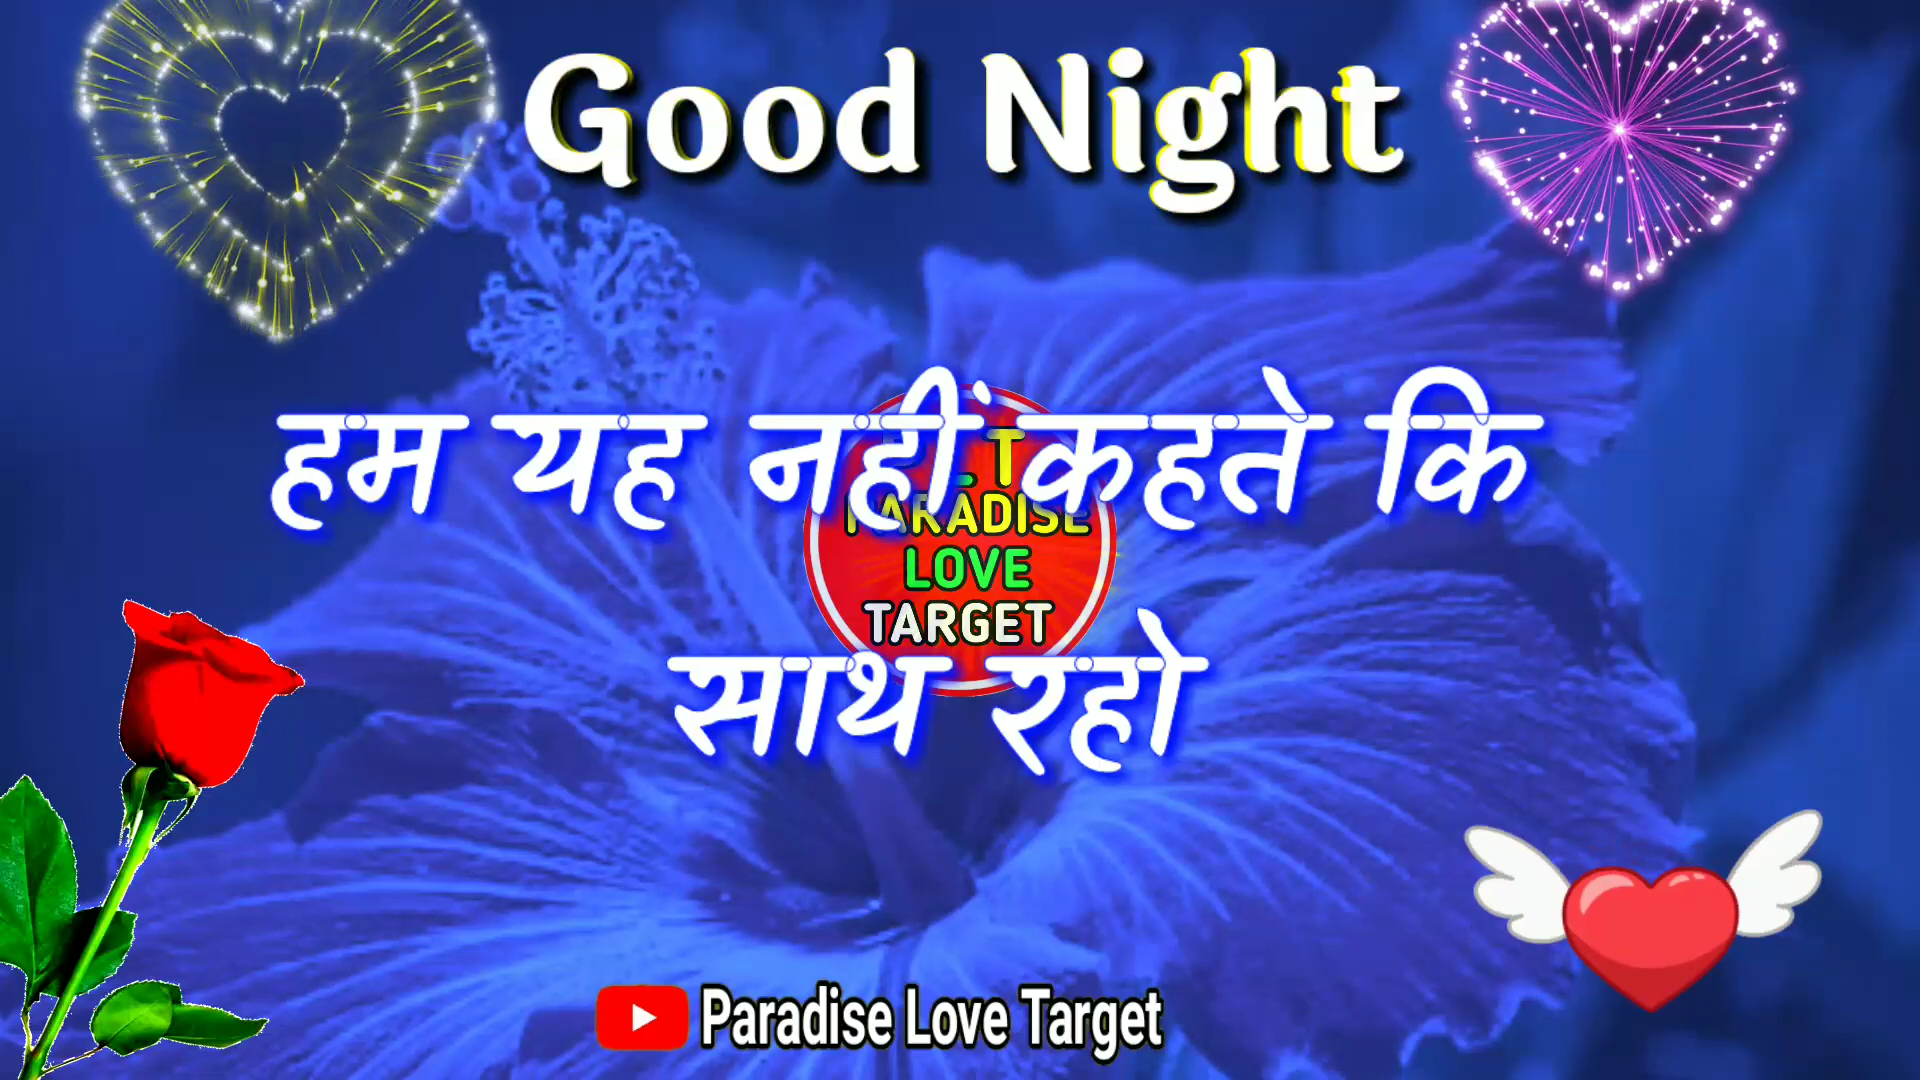 Good Night
हम यह नहीं कहते कि
T
PARADISE
LOVE
TARGET
साथ रहो
Paradise Love Target